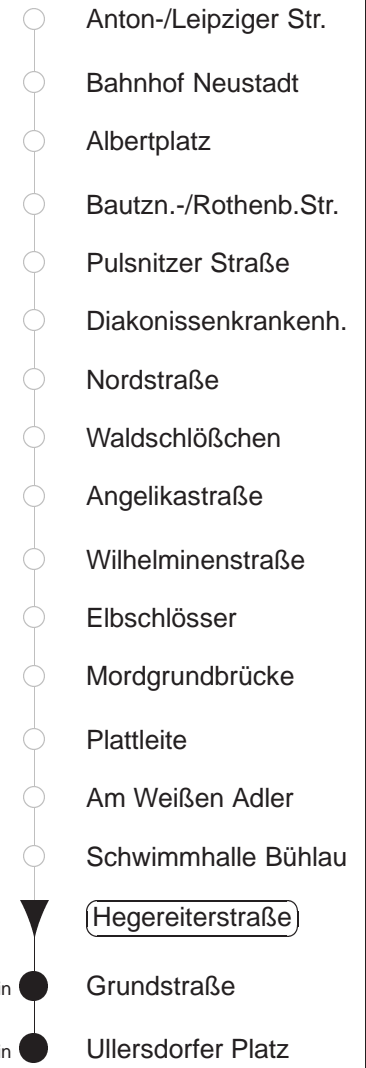 Anton-/Leipziger Str.
Bahnhof Neustadt
Albertplatz
Bautzn.-/Rothenb.Str.
Pulsnitzer Straße
Diakonissenkrankenh.
Nordstraße
Waldschlößchen
Angelikastraße
Wilhelminenstraße
Elbschlösser
Mordgrundbrücke
Plattleite
Am Weißen Adler
Schwimmhalle Bühlau
Hegereiterstraße
Grundstraße
Ullersdorfer Platz